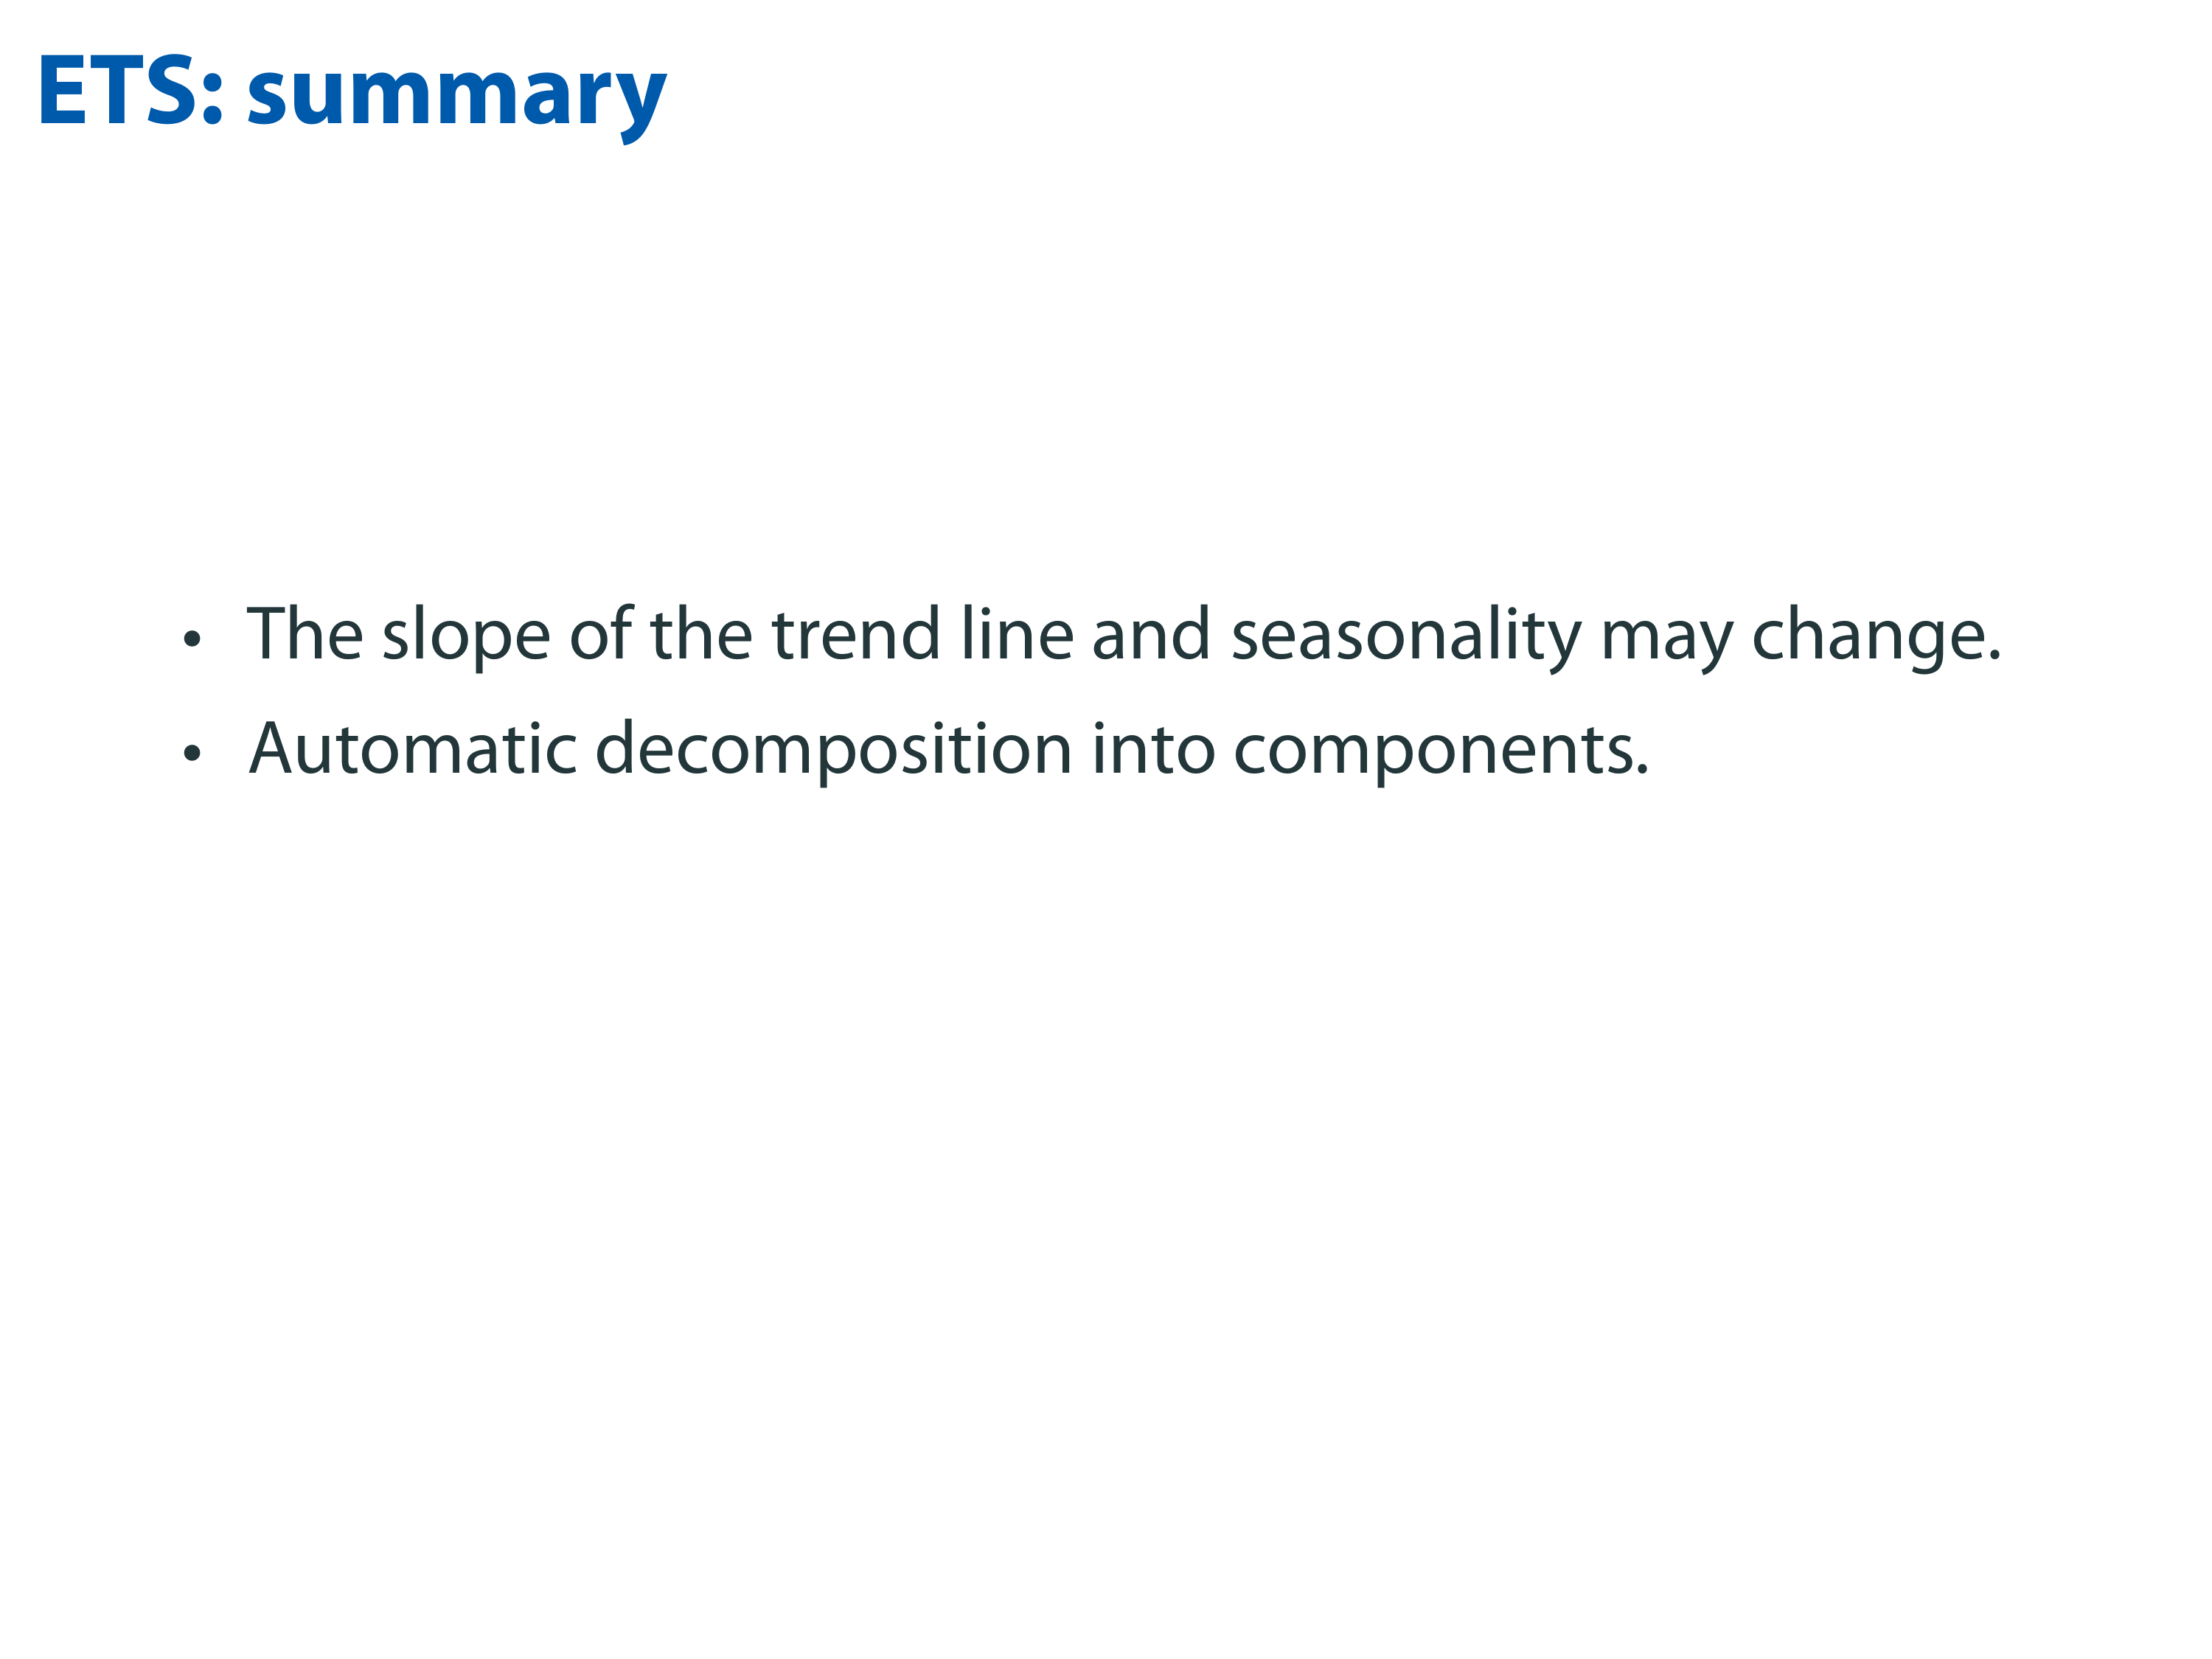 ETS: summary
• The slope of the trend line and seasonality may change.
• Automatic decomposition into components.